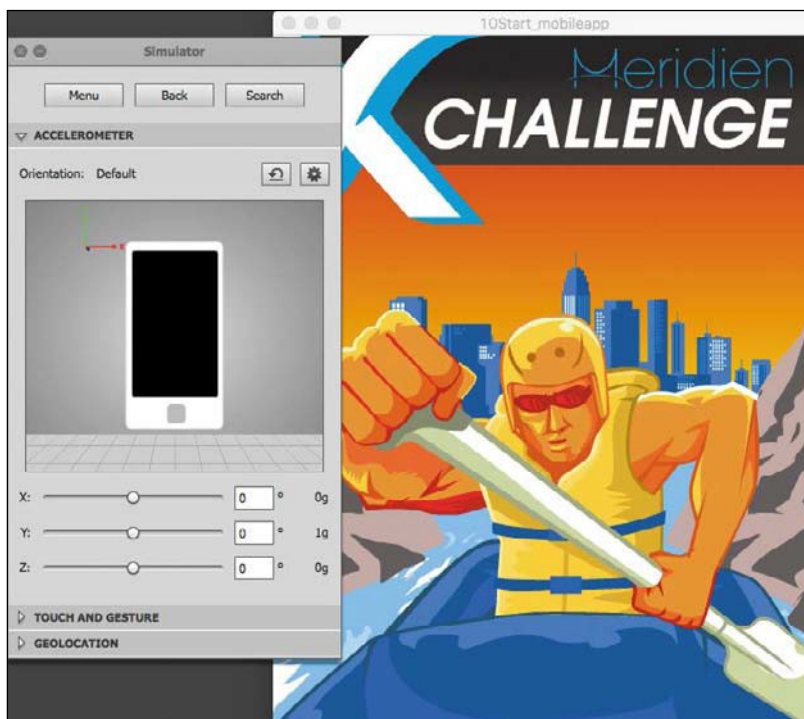 10Start_mobileapp
Simulator
Menu Back Search
ACCELEROMETER
Orientation: Default
X: 0 ° 0g
Y: 0 ° 1g
Z: 0 ° 0g
TOUCH AND GESTURE
GEOLOCATION
Meridien
CHALLENGE